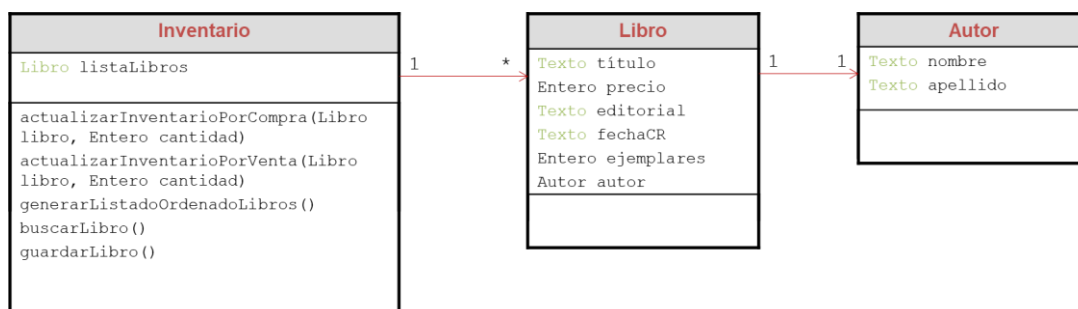 Inventario
Libro listaLibros
actualizarInventarioPorCompra(Libro
libro, Entero cantidad)
actualizarInventarioPorVenta(Libro
libro, Entero cantidad)
generarListadoOrdenadoLibros()
buscarLibro()
guardarLibro()
1
*
Libro
Texto título
Entero precio
Texto editorial
Texto fechaCR
Entero ejemplares
Autor autor
1
1
Autor
Texto nombre
Texto apellido